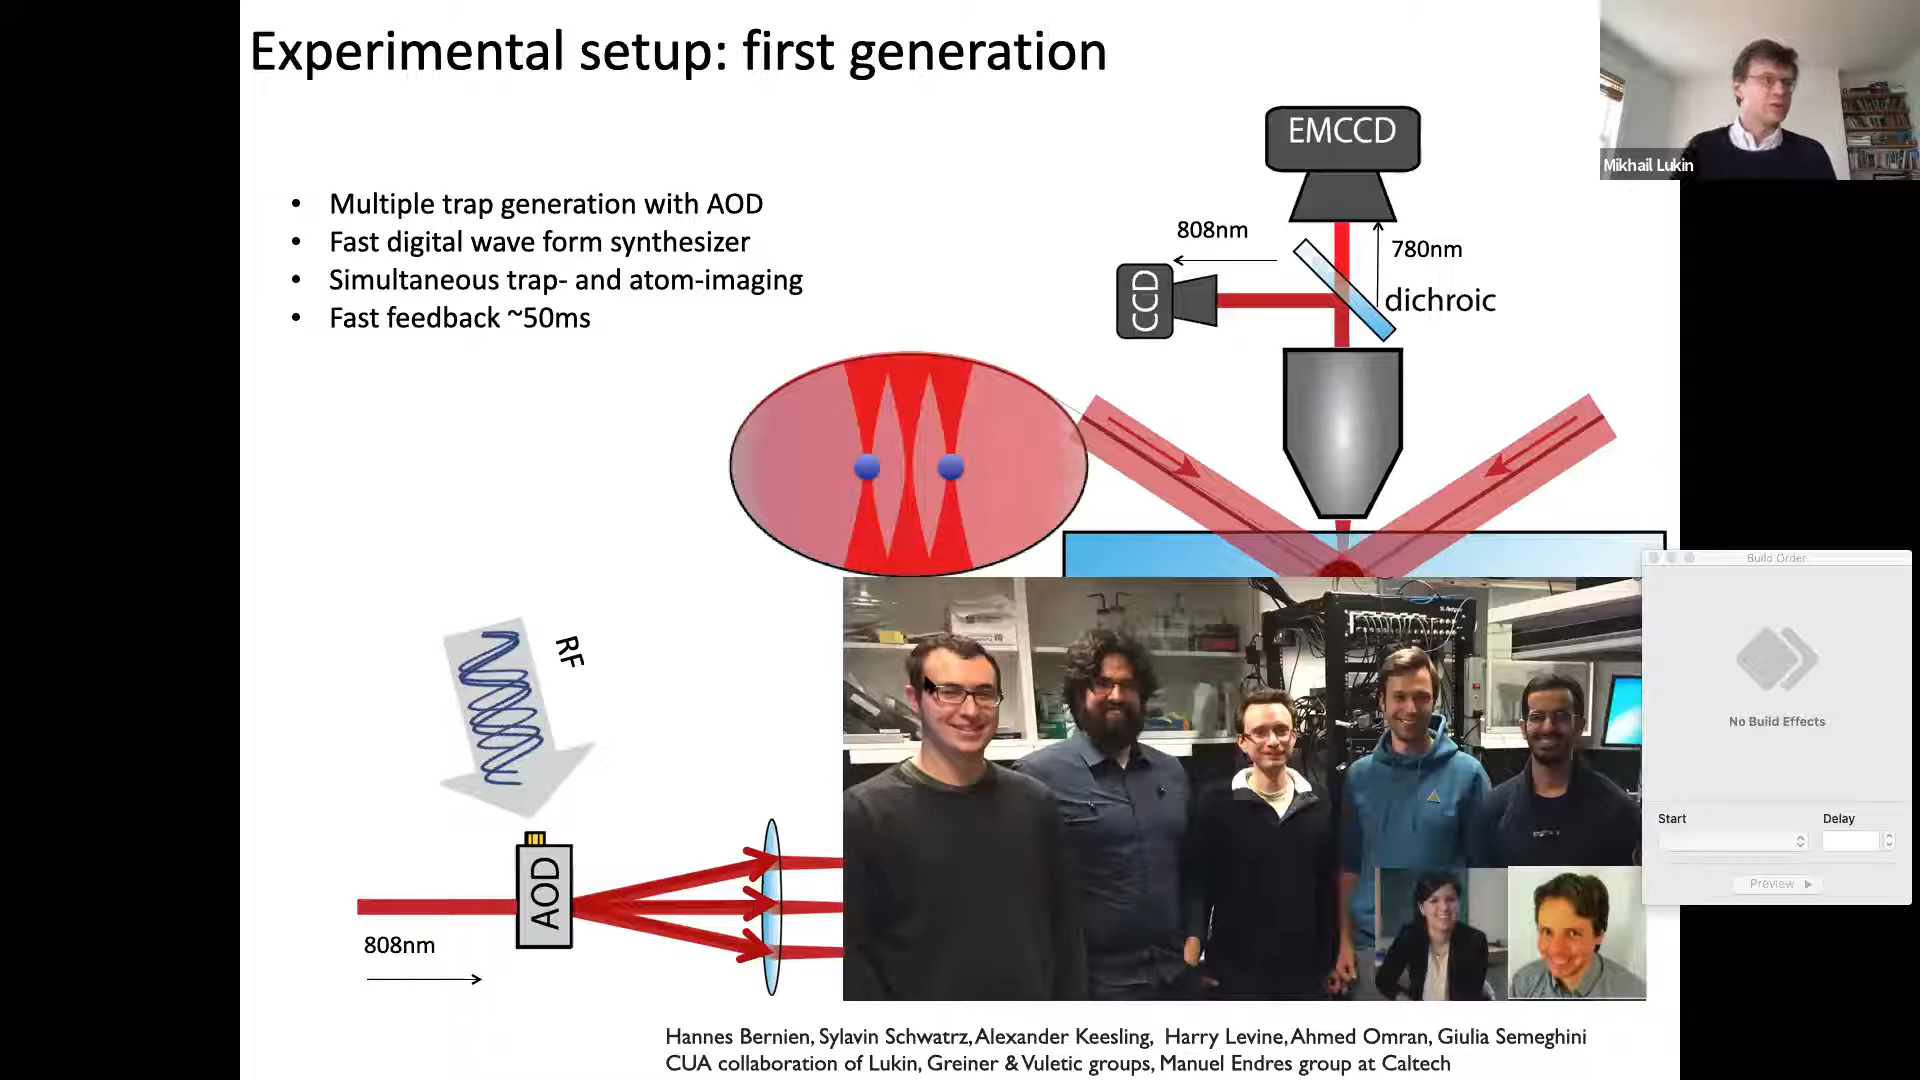 Experimental setup: first generation
Mikhail Lukin
• Multiple trap generation with AOD
• Fast digital wave form synthesizer
• Simultaneous trap- and atom-imaging
• Fast feedback ~50ms
EMCCD
808nm
780nm
CCD
dichroic
RF
AOD
808nm
Build Order
No Build Effects
Start
Delay
Preview
Hannes Bernien, Sylavin Schwatrz, Alexander Keesling, Harry Levine, Ahmed Omran, Giulia Semeghini
CUA collaboration of Lukin, Greiner & Vuletic groups, Manuel Endres group at Caltech